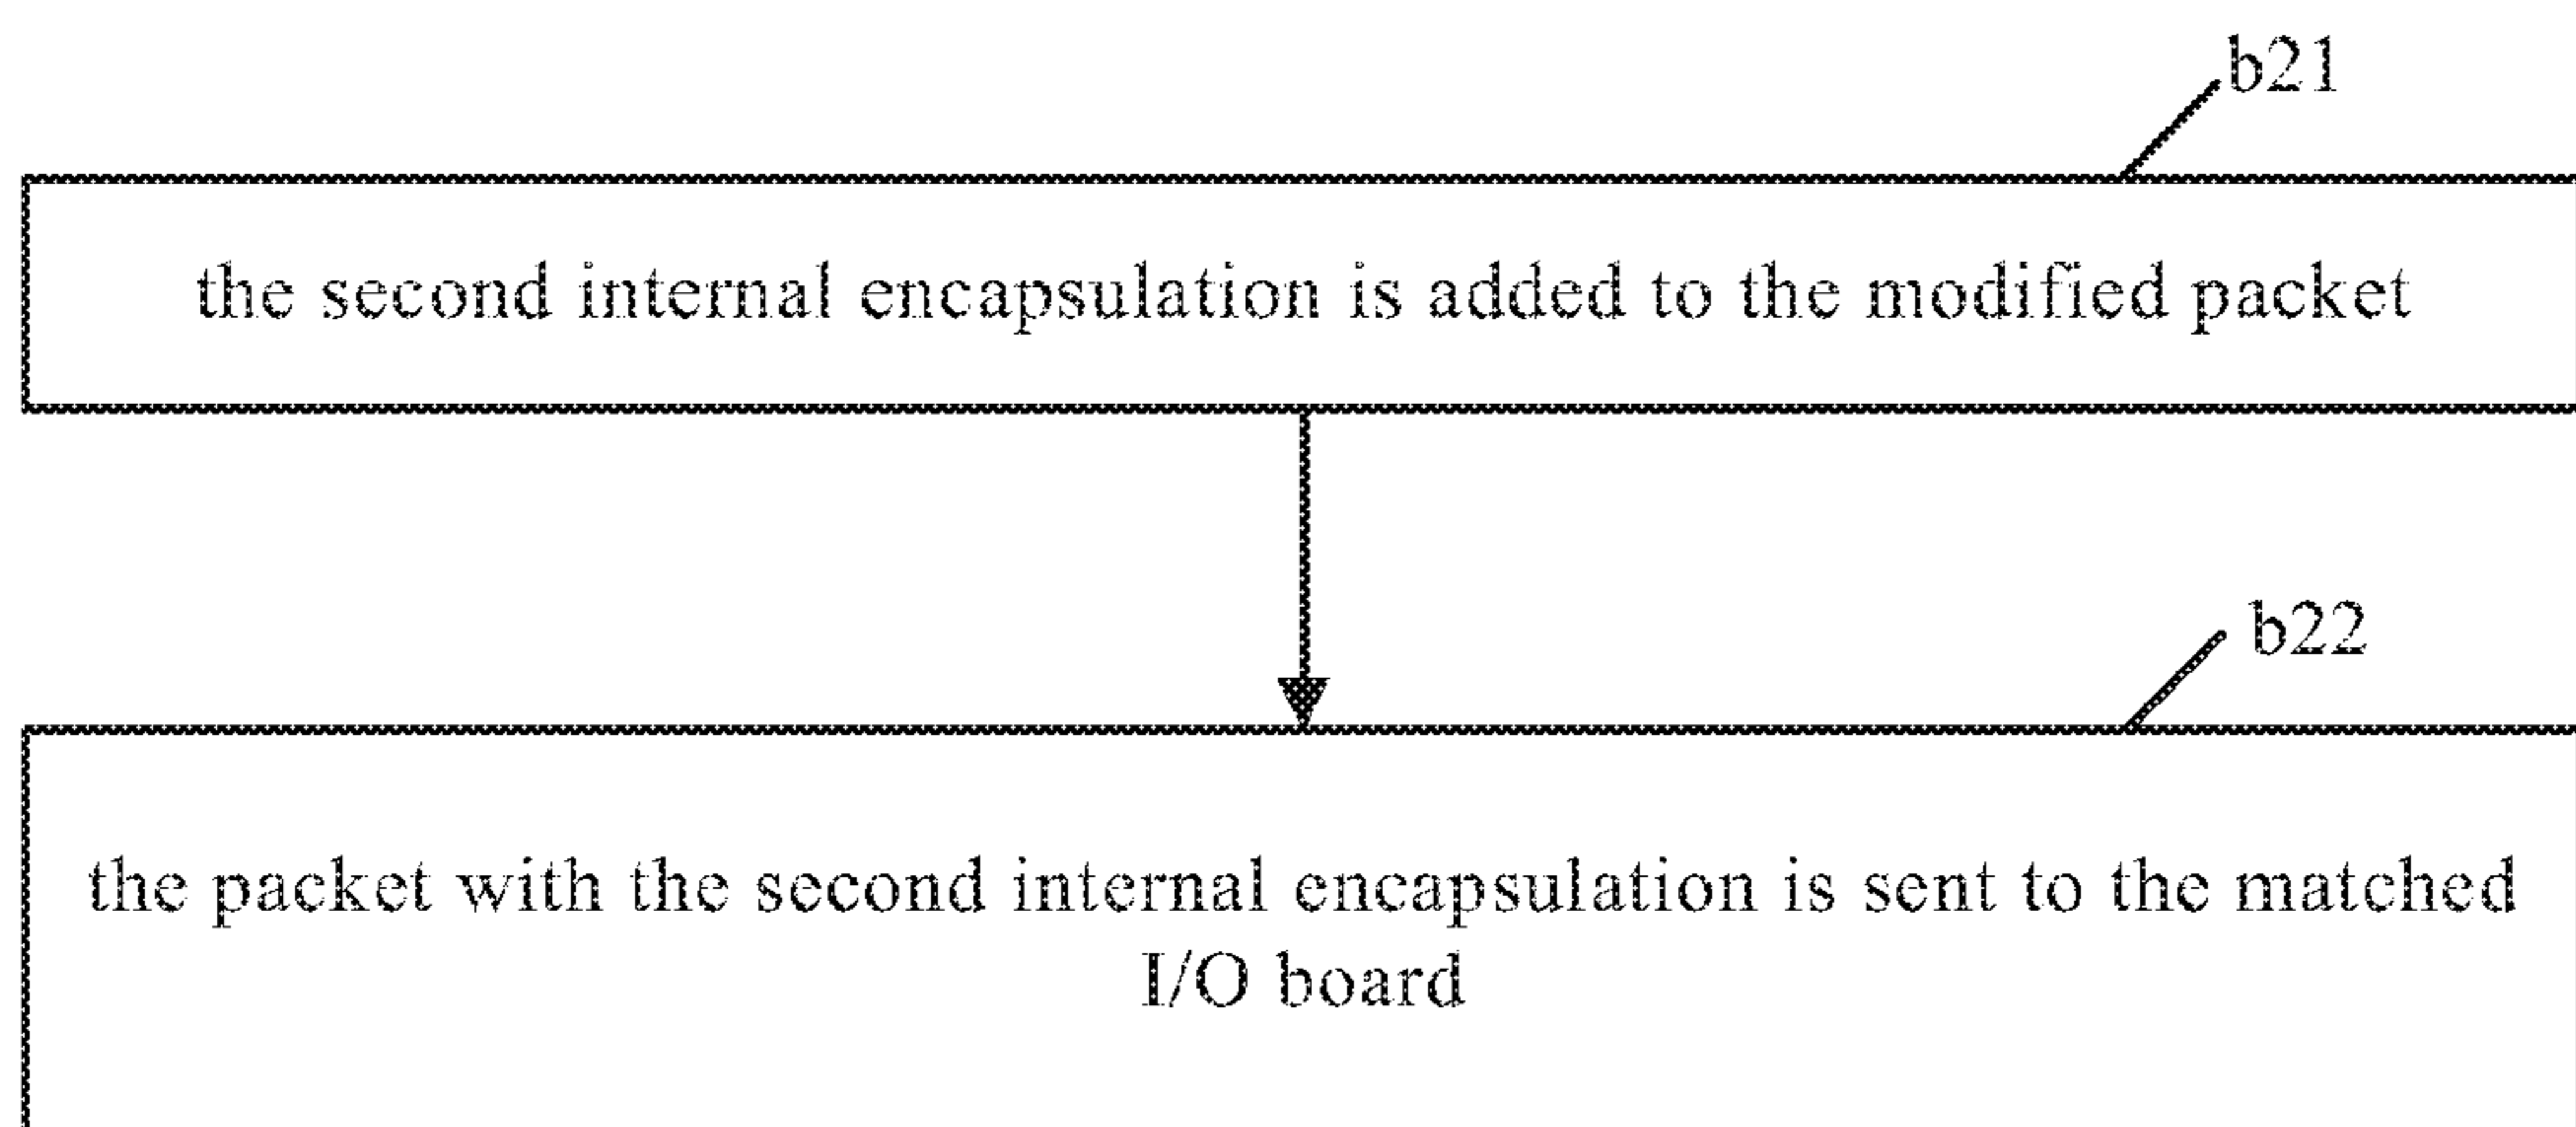 b21
the second internal encapsulation is added to the modified packet
b22
the packet with the second internal encapsulation is sent to the matched
I/O board